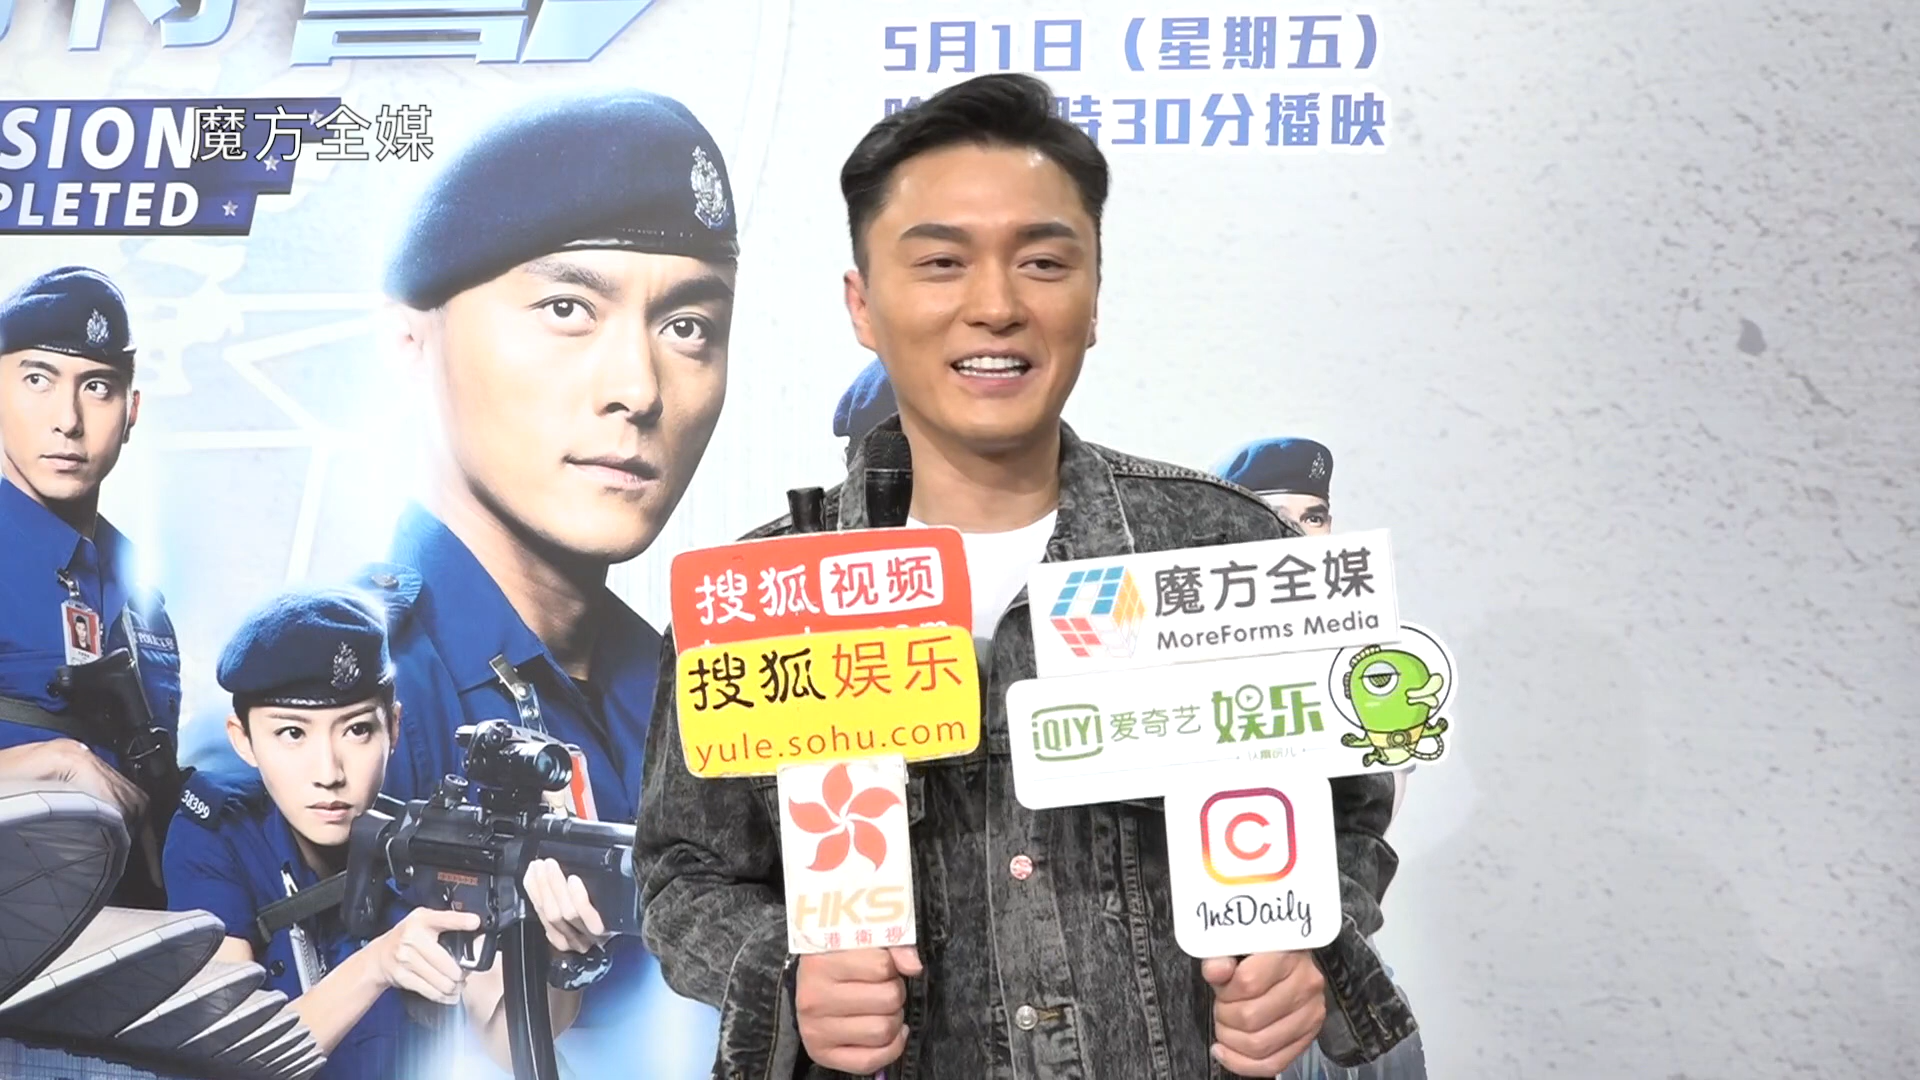 5月1日（星期五）
時30分播映
SION
PLETED
魔方全媒
搜狐视频
搜狐娱乐
yule.sohu.com
HKS
港衛視
魔方全媒
MoreForms Media
iQIYI 爱奇艺 娱乐
InsDaily
38399